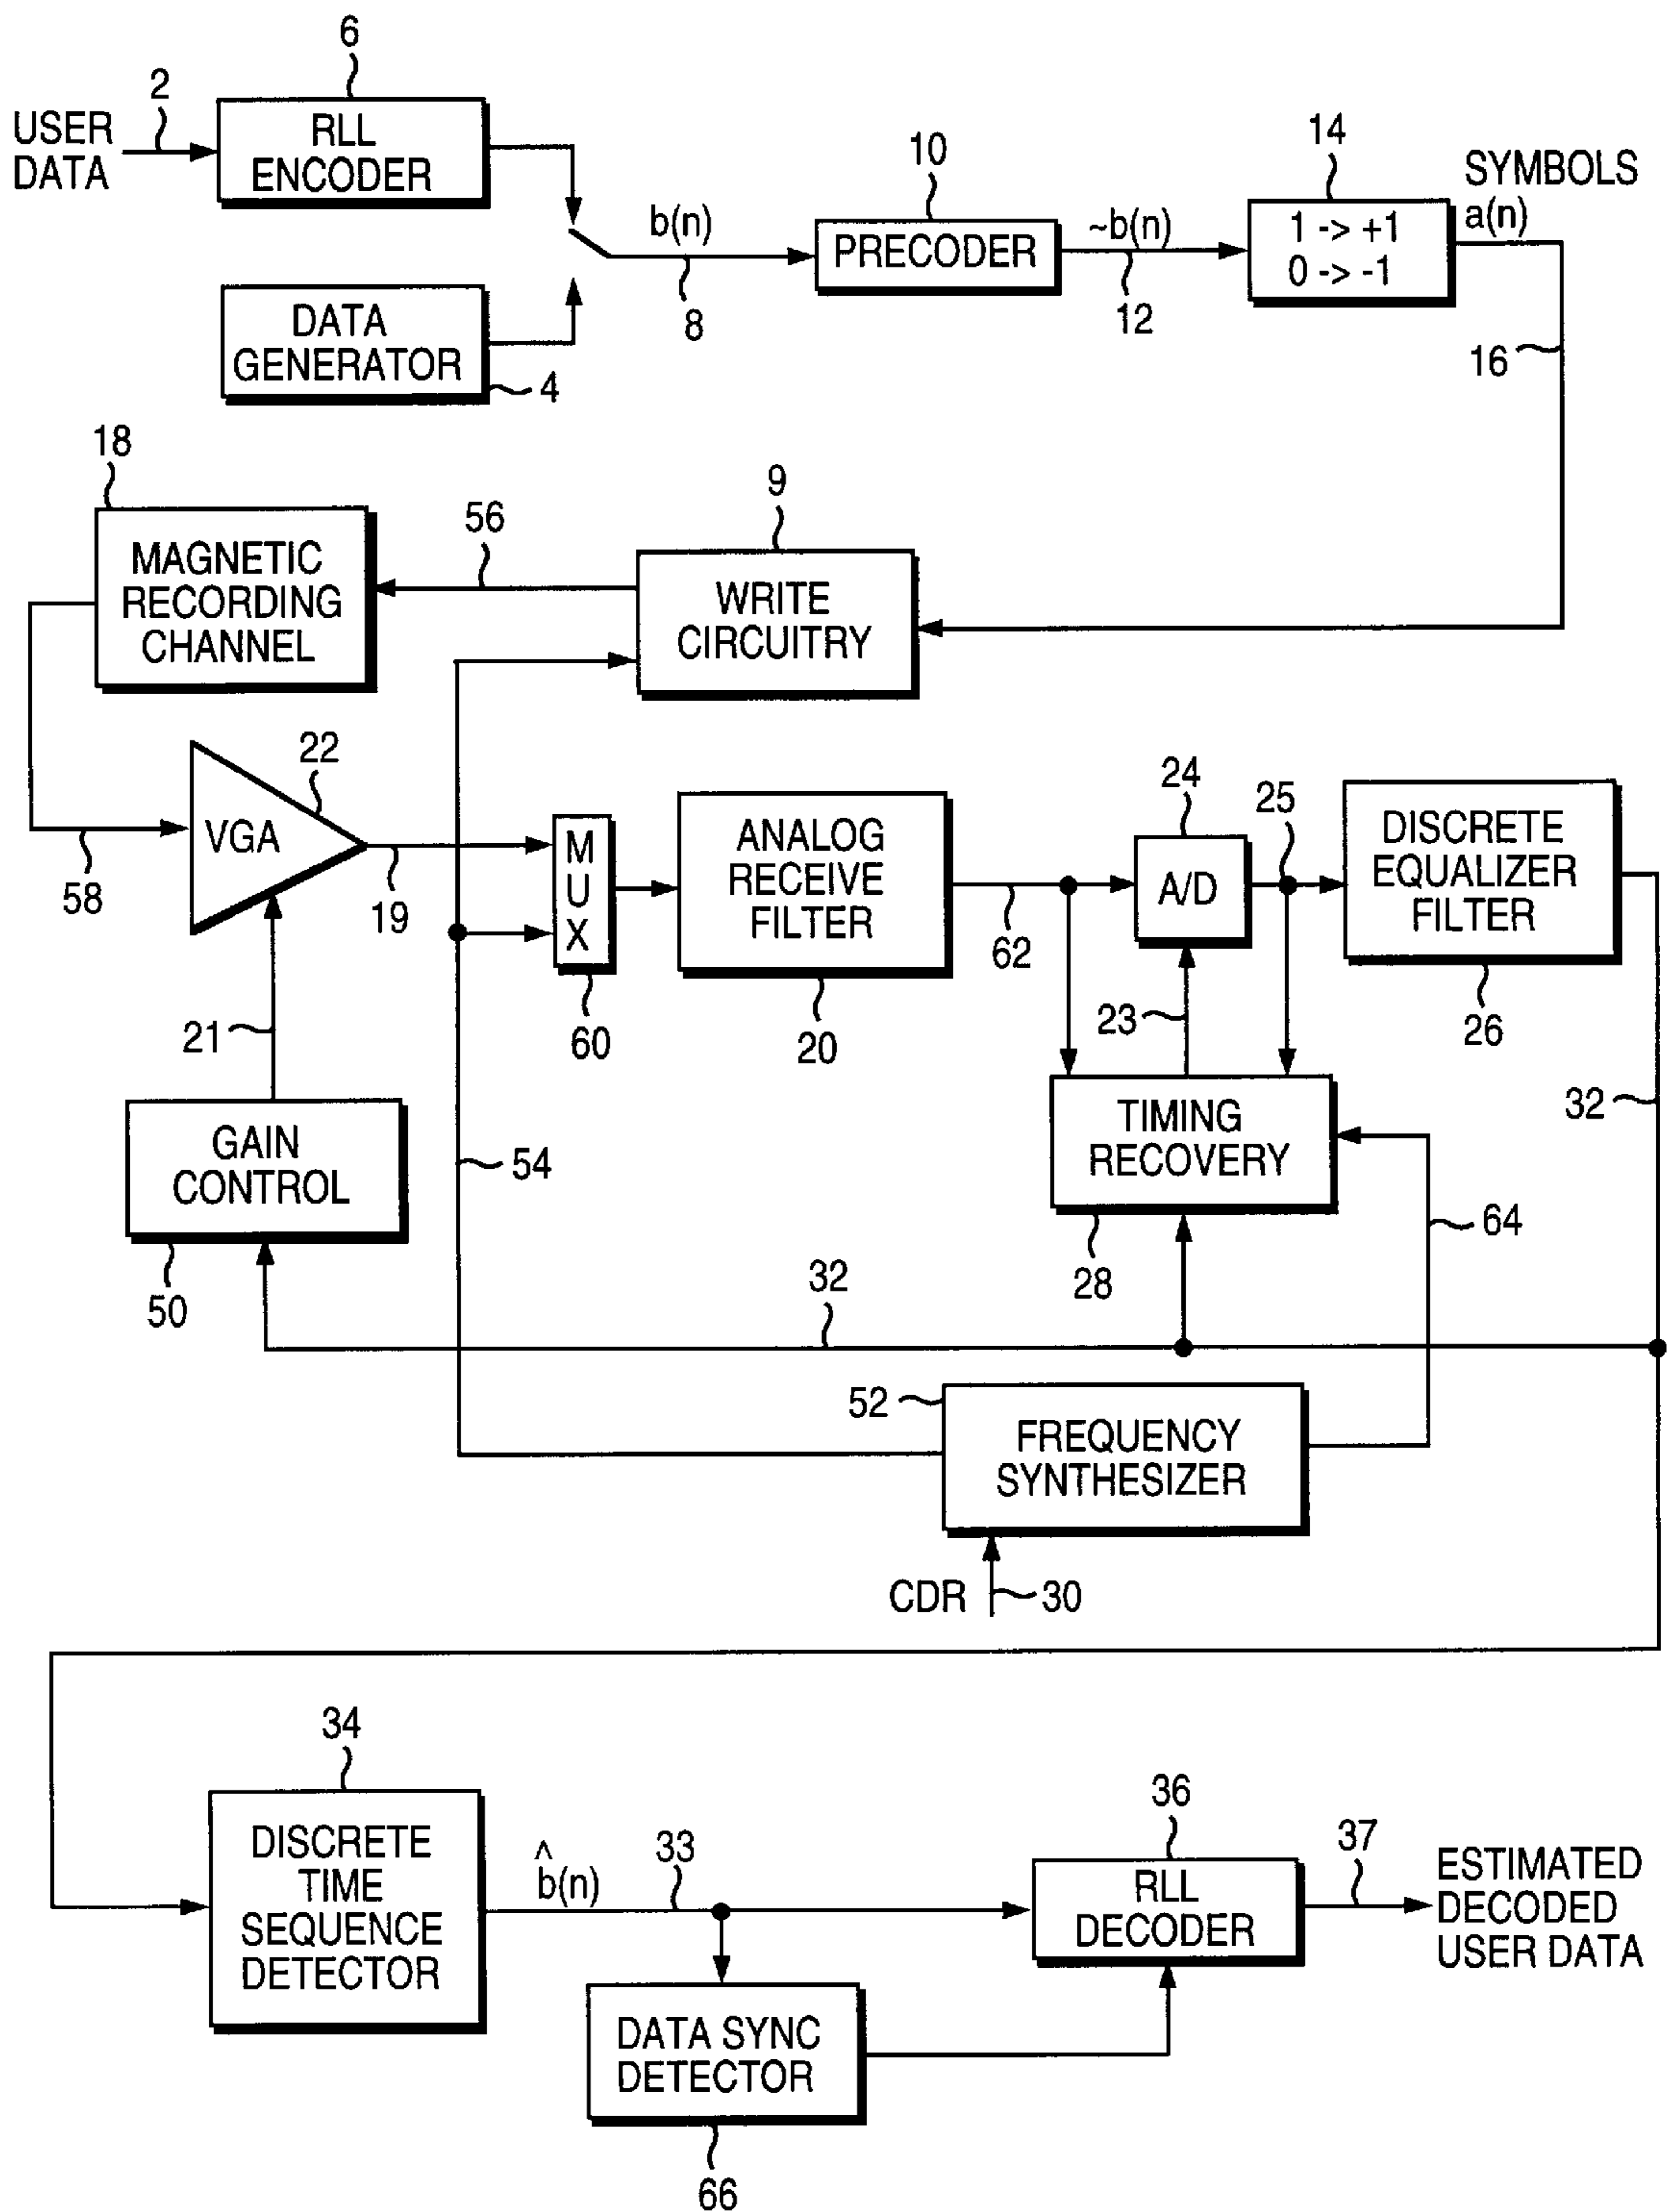 6
2
USER
DATA
RLL
ENCODER
10
14
SYMBOLS
b(n)
PRECODER
~b(n)
1 -> +1
0 -> -1
a(n)
8
12
DATA
GENERATOR
4
16
18
9
56
MAGNETIC
RECORDING
CHANNEL
WRITE
CIRCUITRY
22
24
25
VGA
58
19
MUX
60
ANALOG
RECEIVE
FILTER
20
62
A/D
DISCRETE
EQUALIZER
FILTER
26
21
23
32
GAIN
CONTROL
50
54
TIMING
RECOVERY
28
64
32
52
FREQUENCY
SYNTHESIZER
CDR
30
34
DISCRETE
TIME
SEQUENCE
DETECTOR
b̂(n)
33
36
RLL
DECODER
37
ESTIMATED
DECODED
USER DATA
DATA SYNC
DETECTOR
66